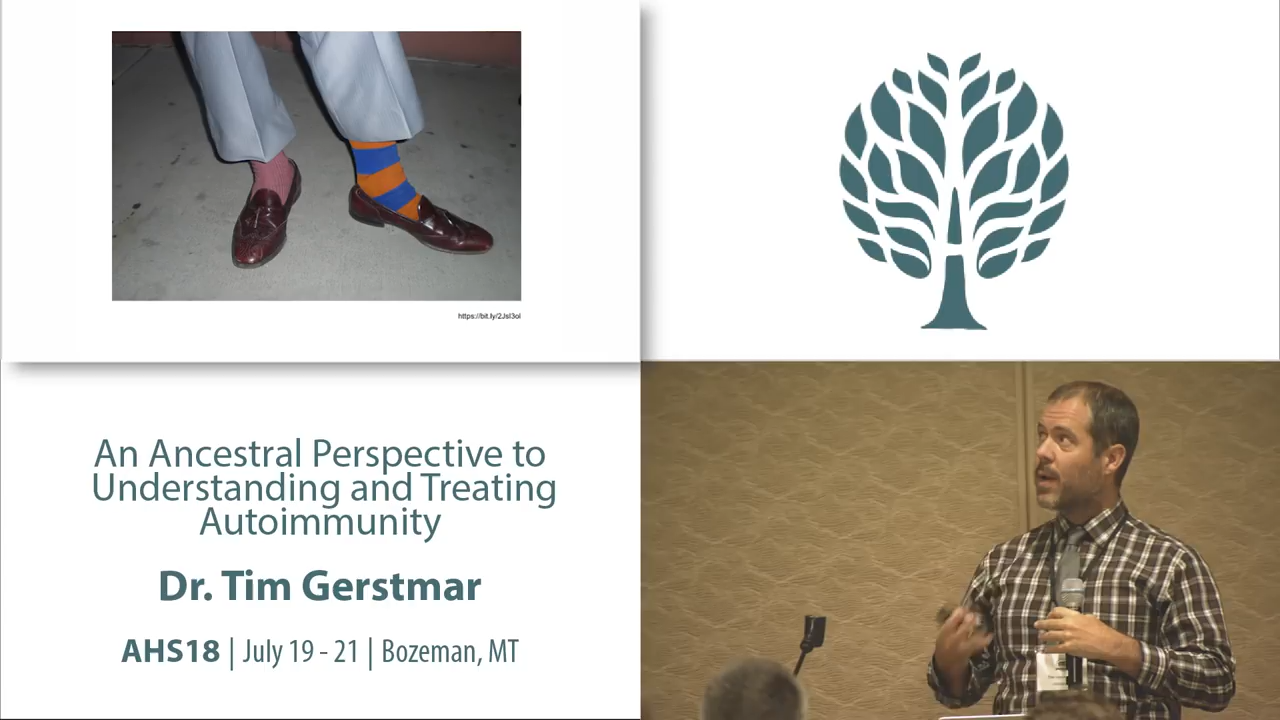 https://bit.ly/2JsI3oI
An Ancestral Perspective to
Understanding and Treating
Autoimmunity
Dr. Tim Gerstmar
AHS18 | July 19 - 21 | Bozeman, MT